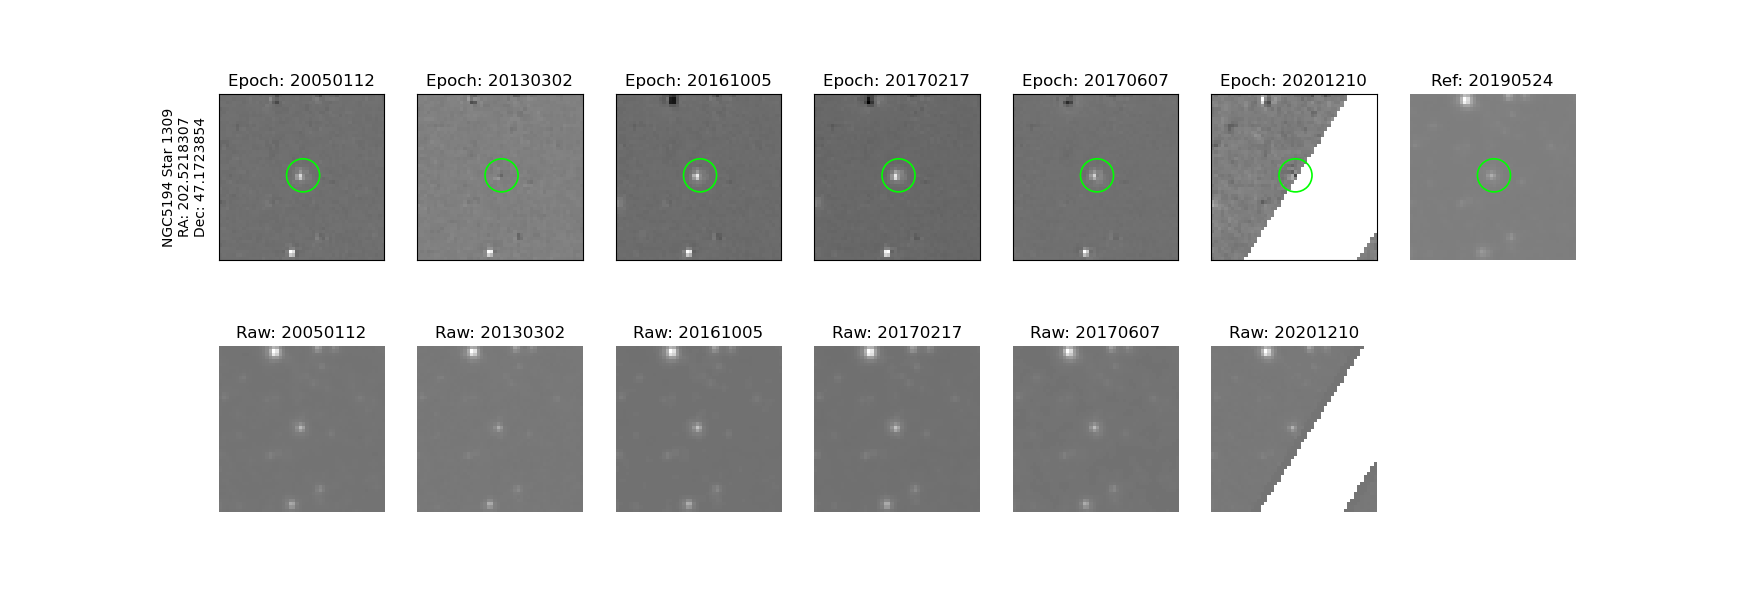 Epoch: 20050112
Epoch: 20130302
Epoch: 20161005
Epoch: 20170217
Epoch: 20170607
Epoch: 20201210
Ref: 20190524
NGC5194 Star 1309
RA: 202.5218307
Dec: 47.1723854
Raw: 20050112
Raw: 20130302
Raw: 20161005
Raw: 20170217
Raw: 20170607
Raw: 20201210